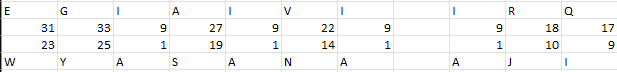 E G I A I V I I R Q
31 33 9 27 9 22 9 9 18 17
23 25 1 19 1 14 1 1 10 9
W Y A S A N A A J I